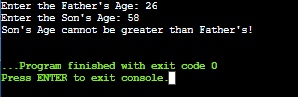 Enter the Father's Age: 26
Enter the Son's Age: 58
Son's Age cannot be greater than Father's!
...Program finished with exit code 0
Press ENTER to exit console.